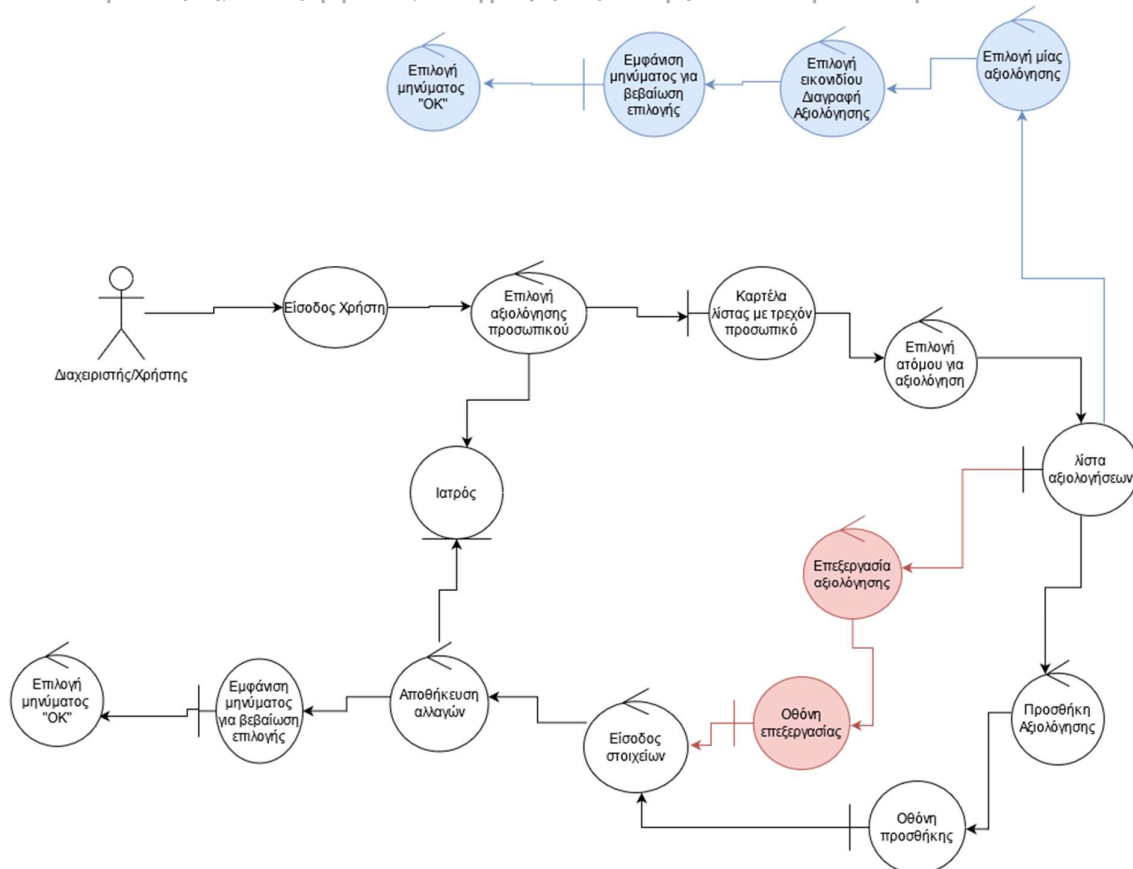 Επιλογή
μηνύματος
"OK"
Εμφάνιση
μηνύματος για
βεβαίωση
επιλογής
Επιλογή
εικονιδίου
Διαγραφή
Αξιολόγησης
Επιλογή μίας
αξιολόγησης
Διαχειριστής/Χρήστης
Είσοδος Χρήστη
Επιλογή
αξιολόγησης
προσωπικού
Καρτέλα
λίστας με τρεχόν
προσωπικό
Επιλογή
ατόμου για
αξιολόγηση
λίστα
αξιολογήσεων
Ιατρός
Επεξεργασία
αξιολόγησης
Επιλογή
μηνύματος
"OK"
Εμφάνιση
μηνύματος
για βεβαίωση
επιλογής
Αποθήκευση
αλλαγών
Είσοδος
στοιχείων
Οθόνη
επεξεργασίας
Προσθήκη
Αξιολόγησης
Οθόνη
προσθήκης